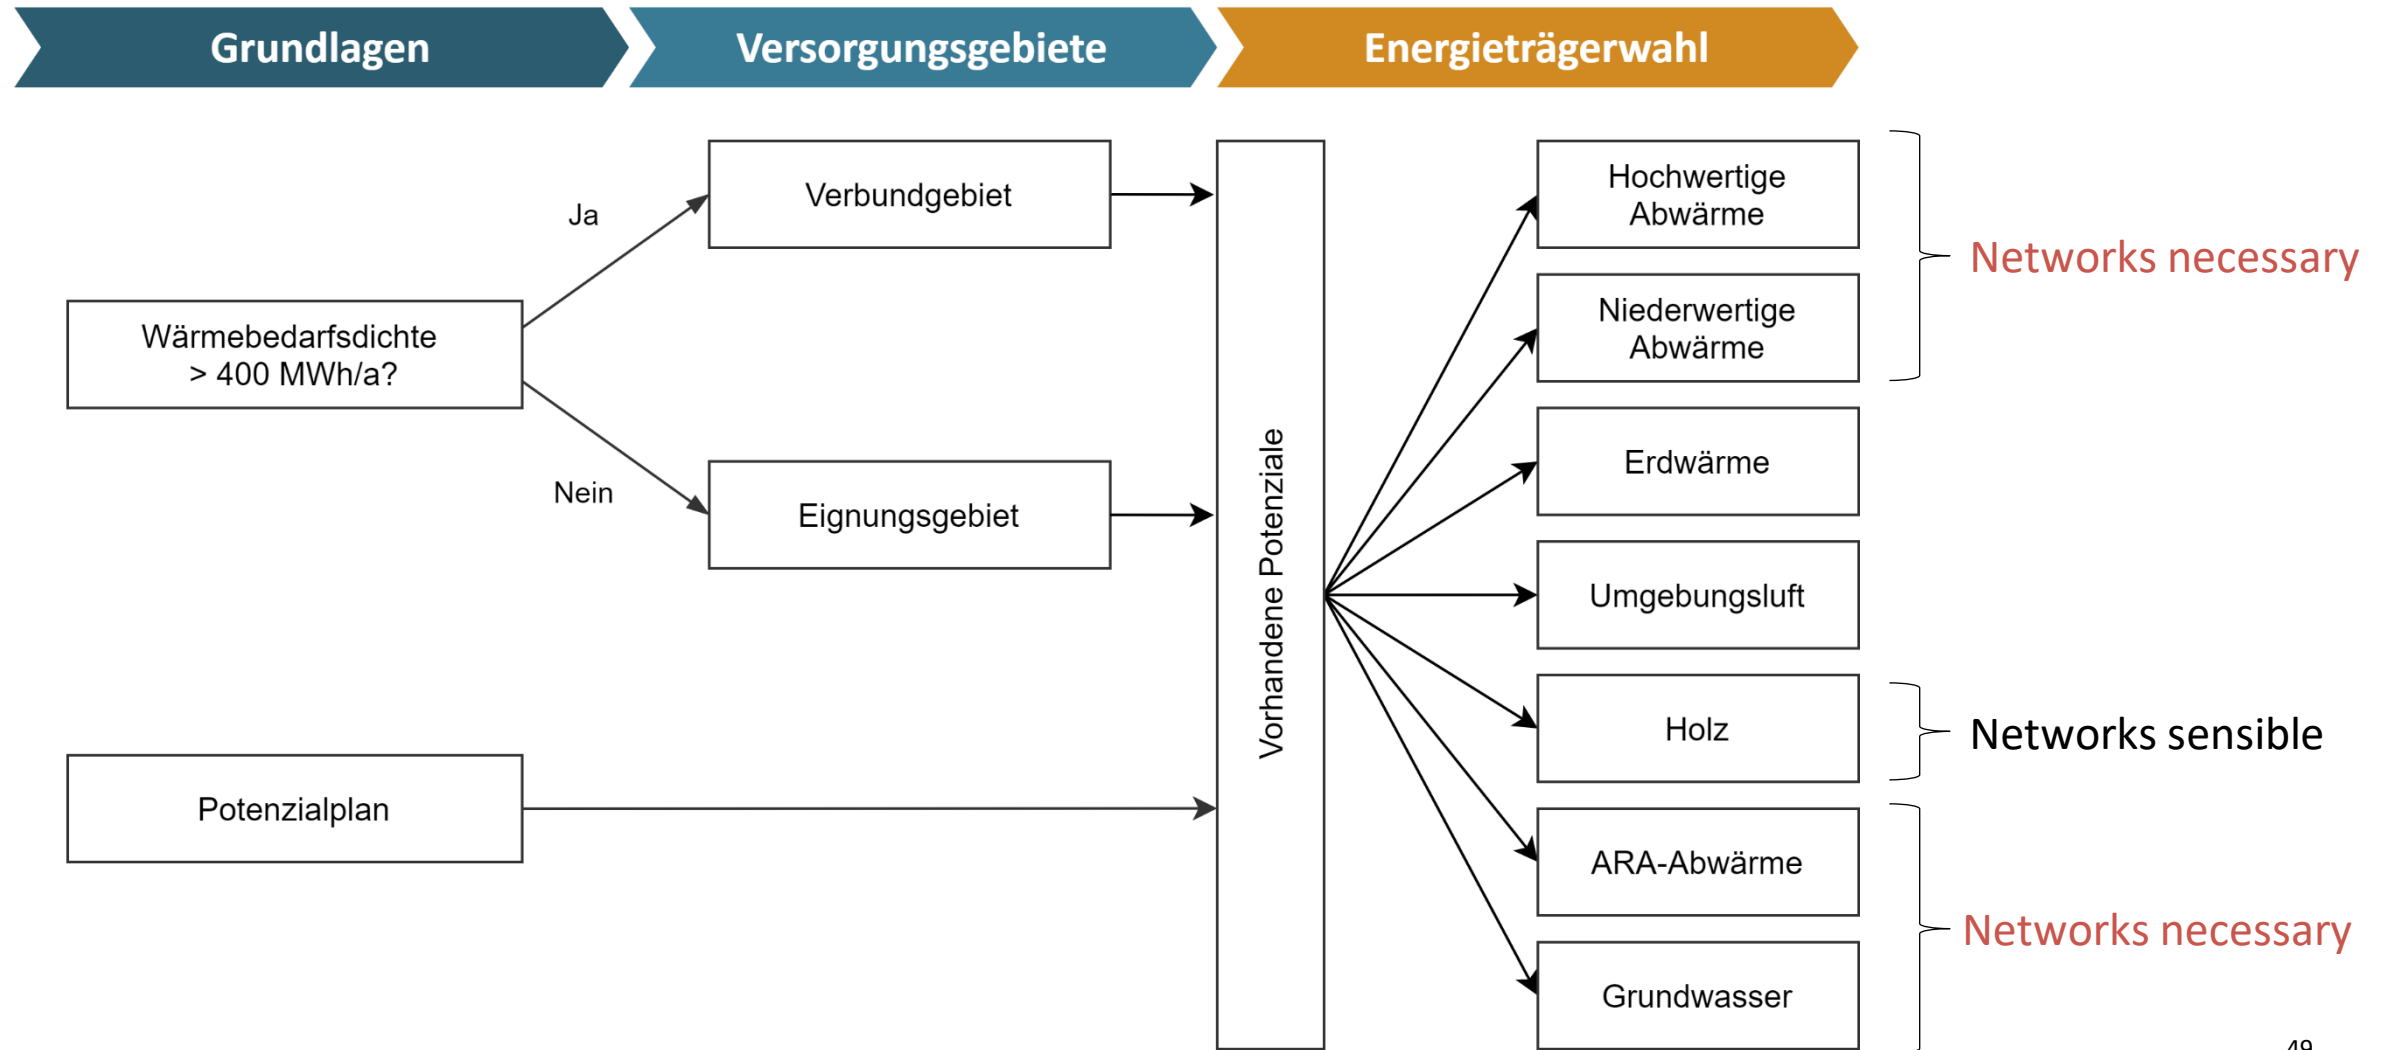 Grundlagen
Versorgungsgebiete
Energieträgerwahl
Wärmebedarfsdichte
> 400 MWh/a?
Ja
Nein
Verbundgebiet
Eignungsgebiet
Potenzialplan
Vorhandene Potenziale
Hochwertige
Abwärme
Niederwertige
Abwärme
Erdwärme
Umgebungsluft
Holz
ARA-Abwärme
Grundwasser
Networks necessary
Networks sensible
Networks necessary
49